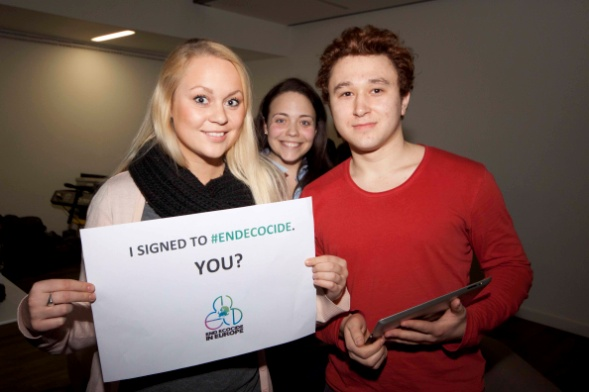 I SIGNED TO #ENDECOCIDE.
YOU?
END ECOCIDE
IN EUROPE